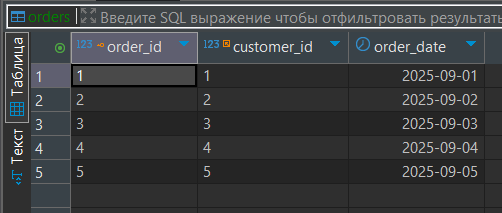 orders Введите SQL выражение чтобы отфильтровать результаты
Таблица
Текст
123 order_id 123 customer_id order_date
1 1 1 2025-09-01
2 2 2 2025-09-02
3 3 3 2025-09-03
4 4 4 2025-09-04
5 5 5 2025-09-05